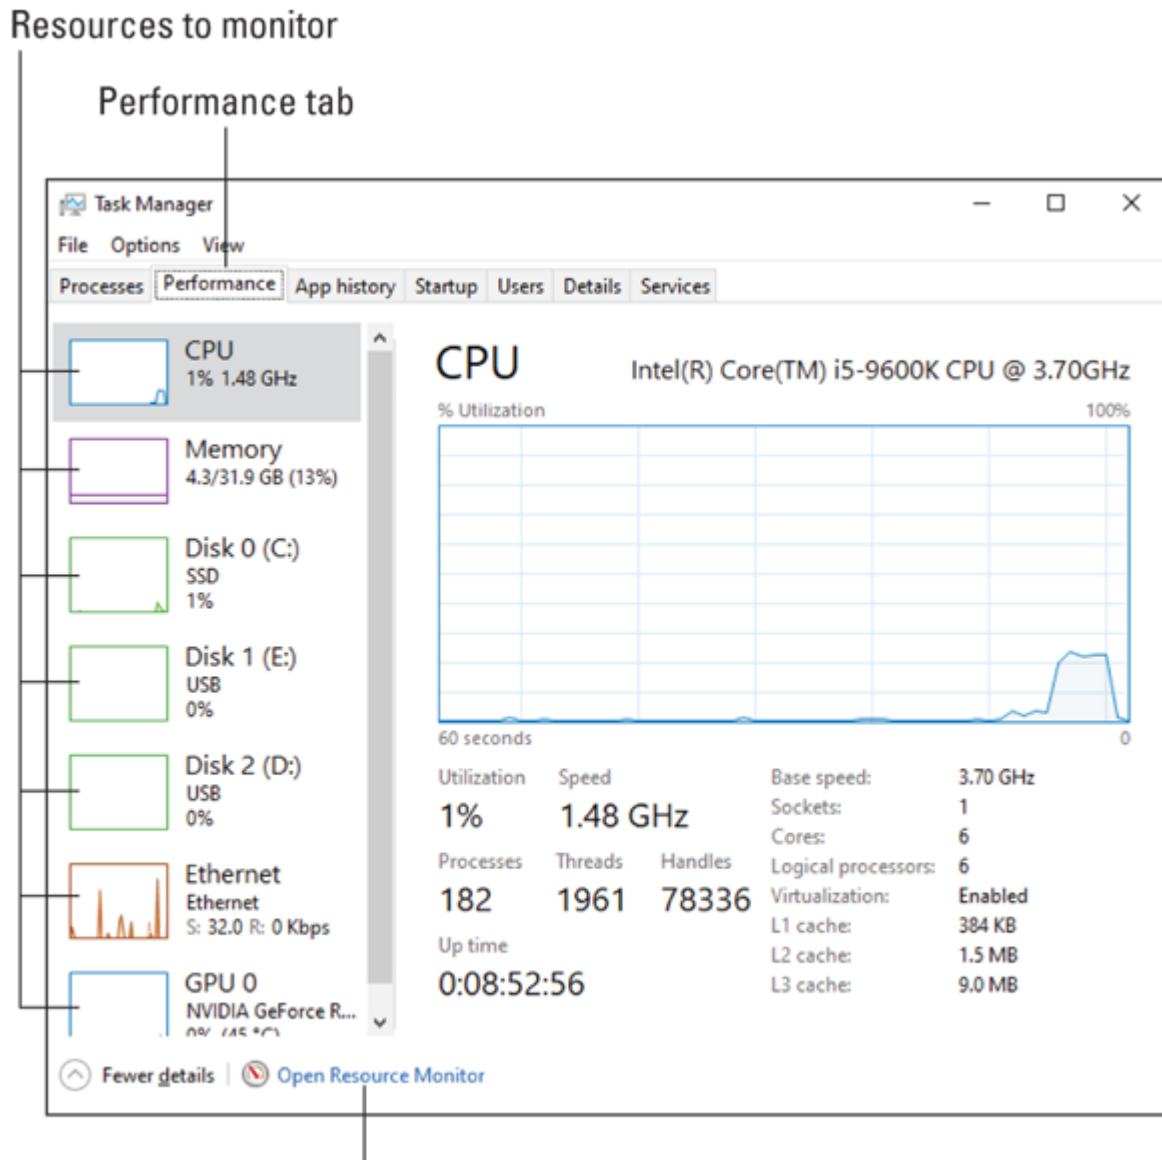 Resources to monitor
Performance tab
Task Manager
File Options View
Processes Performance App history Startup Users Details Services
CPU
1% 1.48 GHz
Memory
4.3/31.9 GB (13%)
Disk 0 (C:)
SSD
1%
Disk 1 (E:)
USB
0%
Disk 2 (D:)
USB
0%
Ethernet
Ethernet
S: 32.0 R: 0 Kbps
GPU 0
NVIDIA GeForce R...
0% (45 °C)
CPU Intel(R) Core(TM) i5-9600K CPU @ 3.70GHz
% Utilization 100%
60 seconds 0
Utilization Speed
1% 1.48 GHz
Processes Threads Handles
182 1961 78336
Up time
0:08:52:56
Base speed: 3.70 GHz
Sockets: 1
Cores: 6
Logical processors: 6
Virtualization: Enabled
L1 cache: 384 KB
L2 cache: 1.5 MB
L3 cache: 9.0 MB
Fewer details Open Resource Monitor